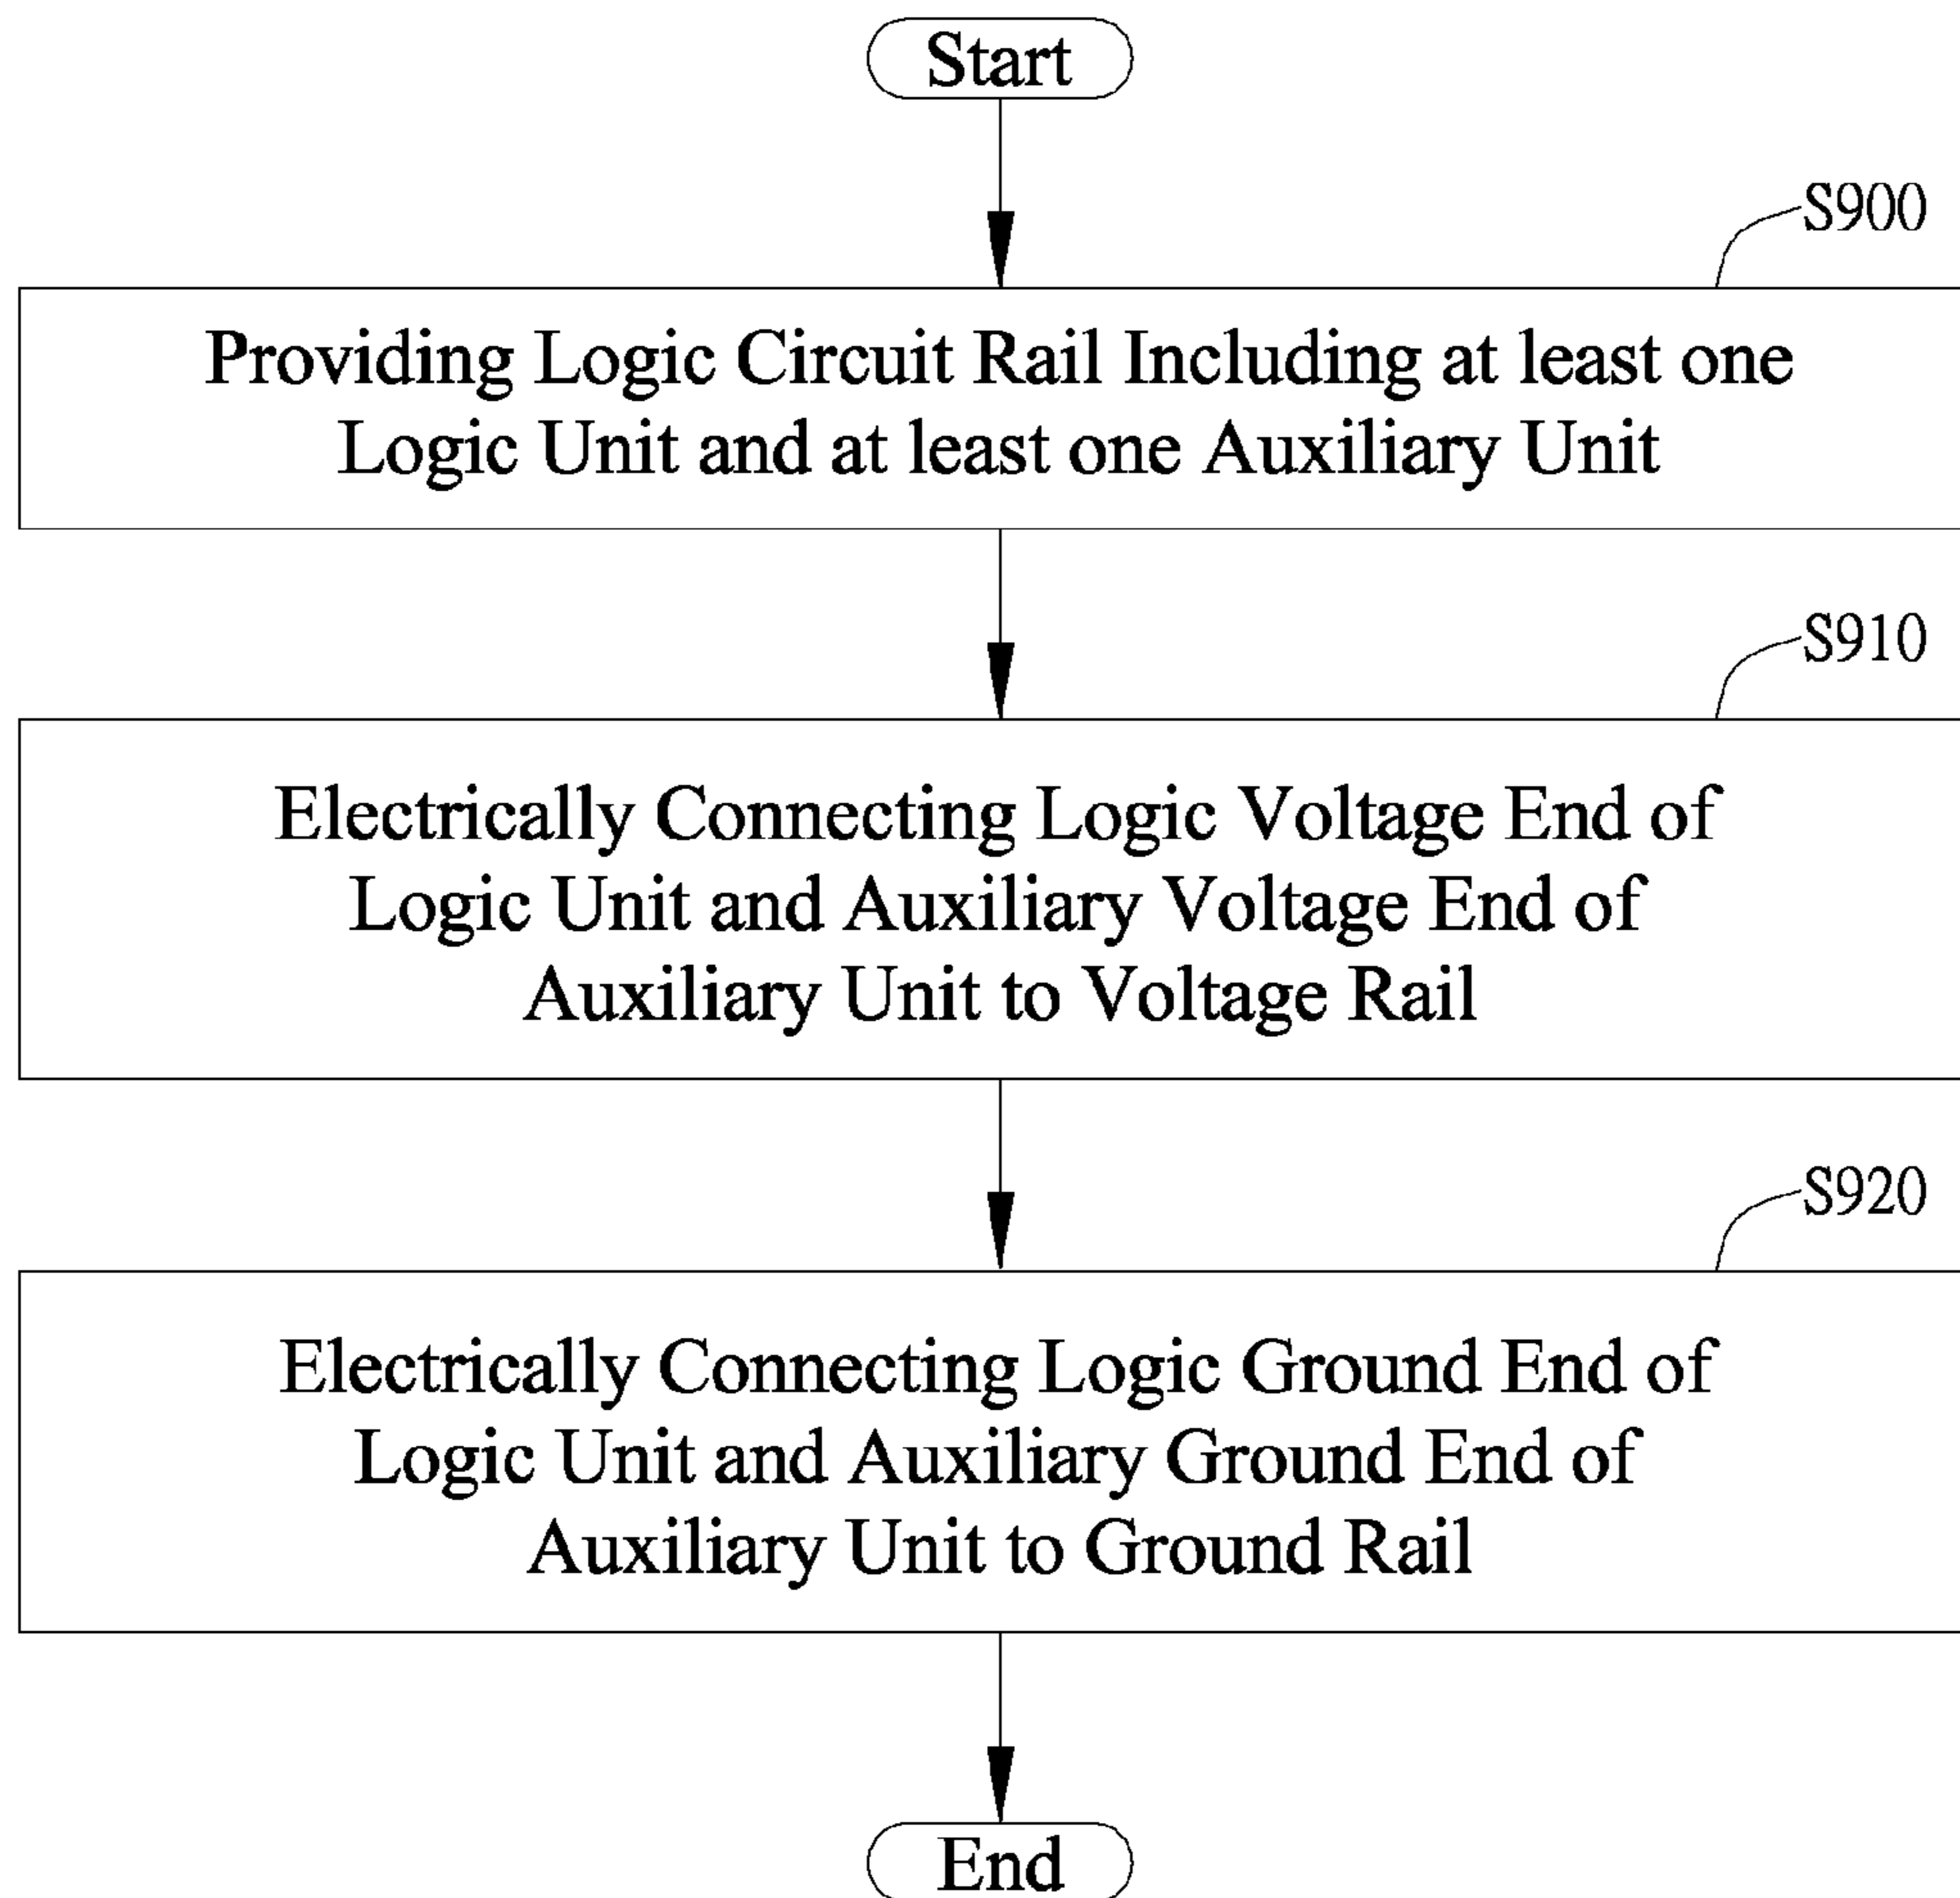 Start
S900
Providing Logic Circuit Rail Including at least one
Logic Unit and at least one Auxiliary Unit
S910
Electrically Connecting Logic Voltage End of
Logic Unit and Auxiliary Voltage End of
Auxiliary Unit to Voltage Rail
S920
Electrically Connecting Logic Ground End of
Logic Unit and Auxiliary Ground End of
Auxiliary Unit to Ground Rail
End